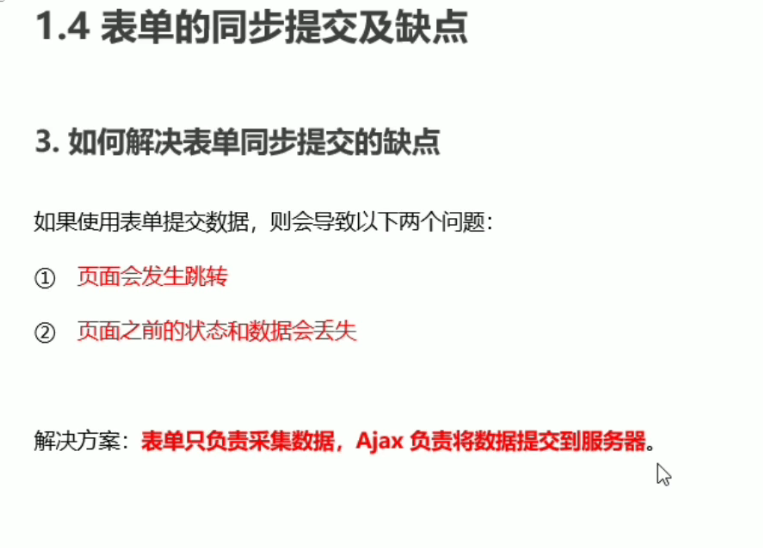 1.4 表单的同步提交及缺点
3. 如何解决表单同步提交的缺点
如果使用表单提交数据，则会导致以下两个问题：
① 页面会发生跳转
② 页面之前的状态和数据会丢失
解决方案：表单只负责采集数据，Ajax 负责将数据提交到服务器。